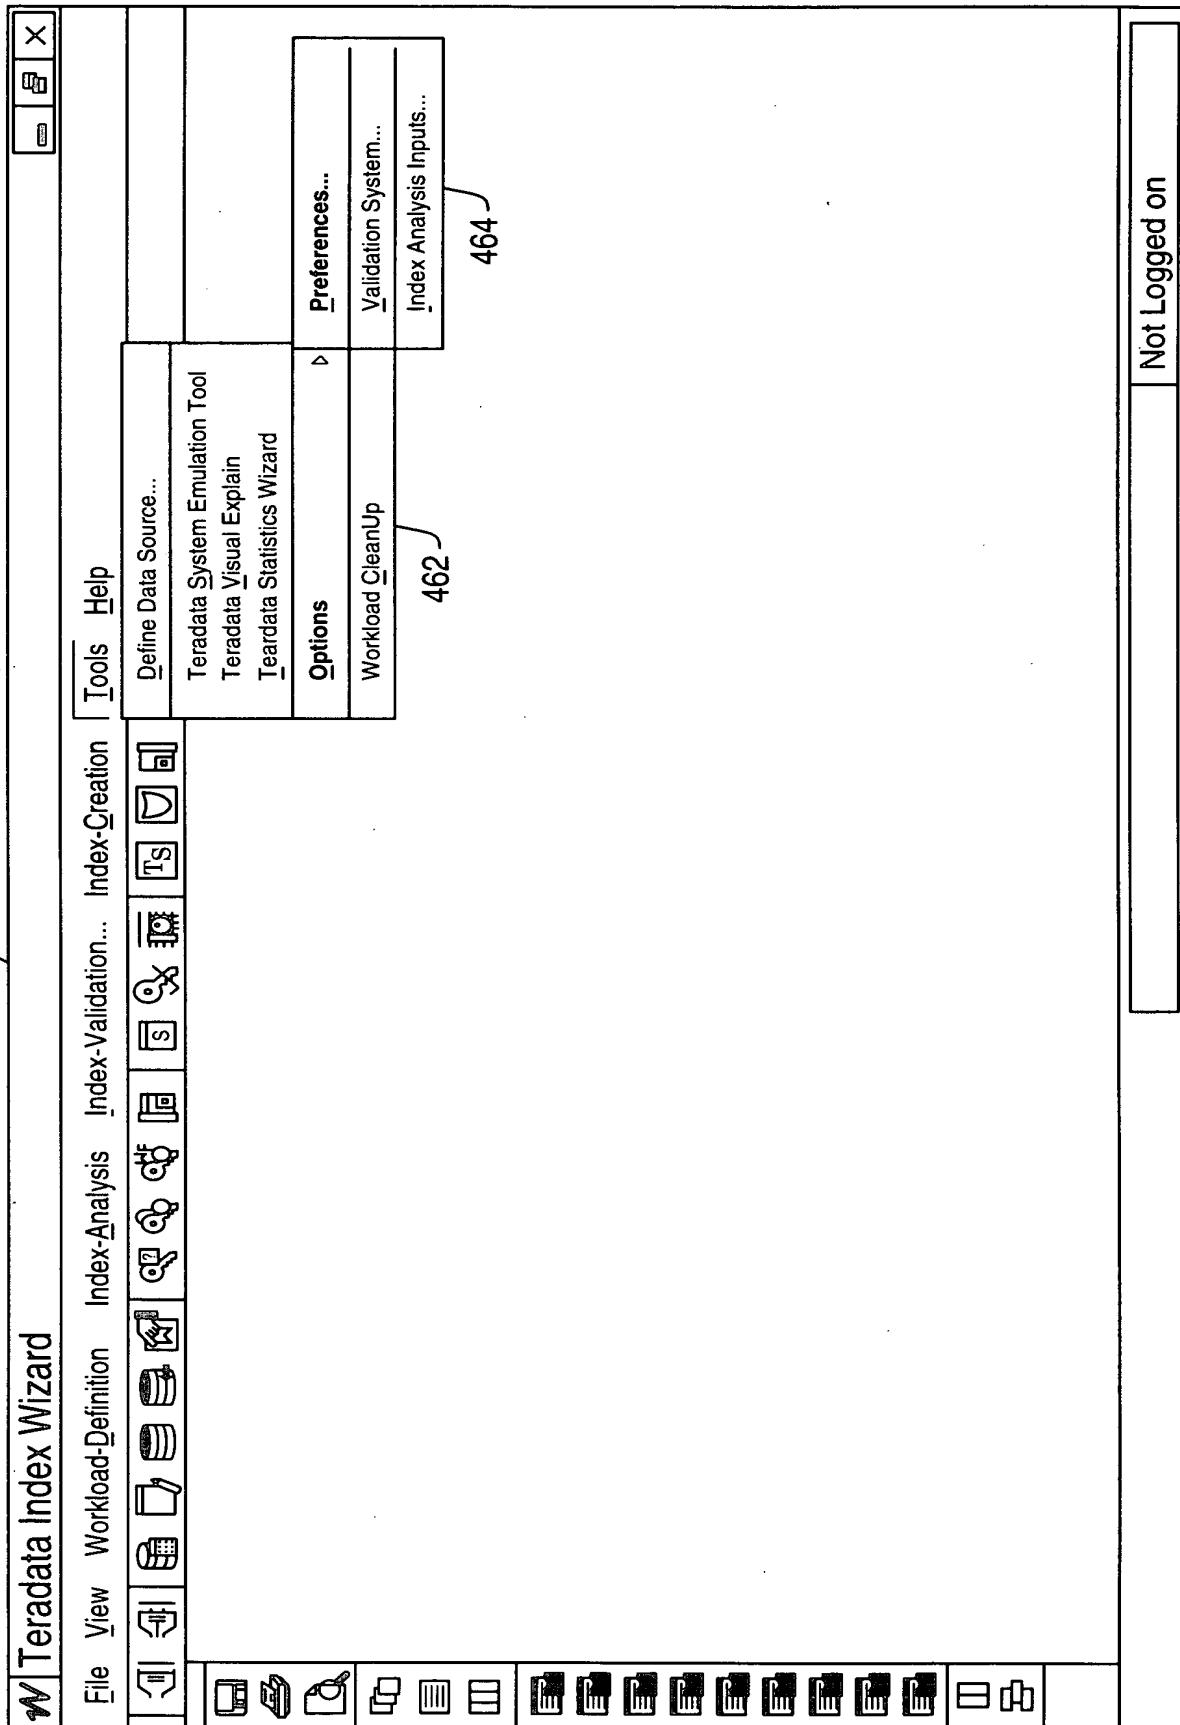 W Teradata Index Wizard
File View Workload-Definition Index-Analysis Index-Validation... Index-Creation Tools Help
S TS
WF
Define Data Source...
Teradata System Emulation Tool
Teradata Visual Explain
Teardata Statistics Wizard
Options
Preferences...
Workload CleanUp
Validation System...
Index Analysis Inputs...
462
464
Not Logged on